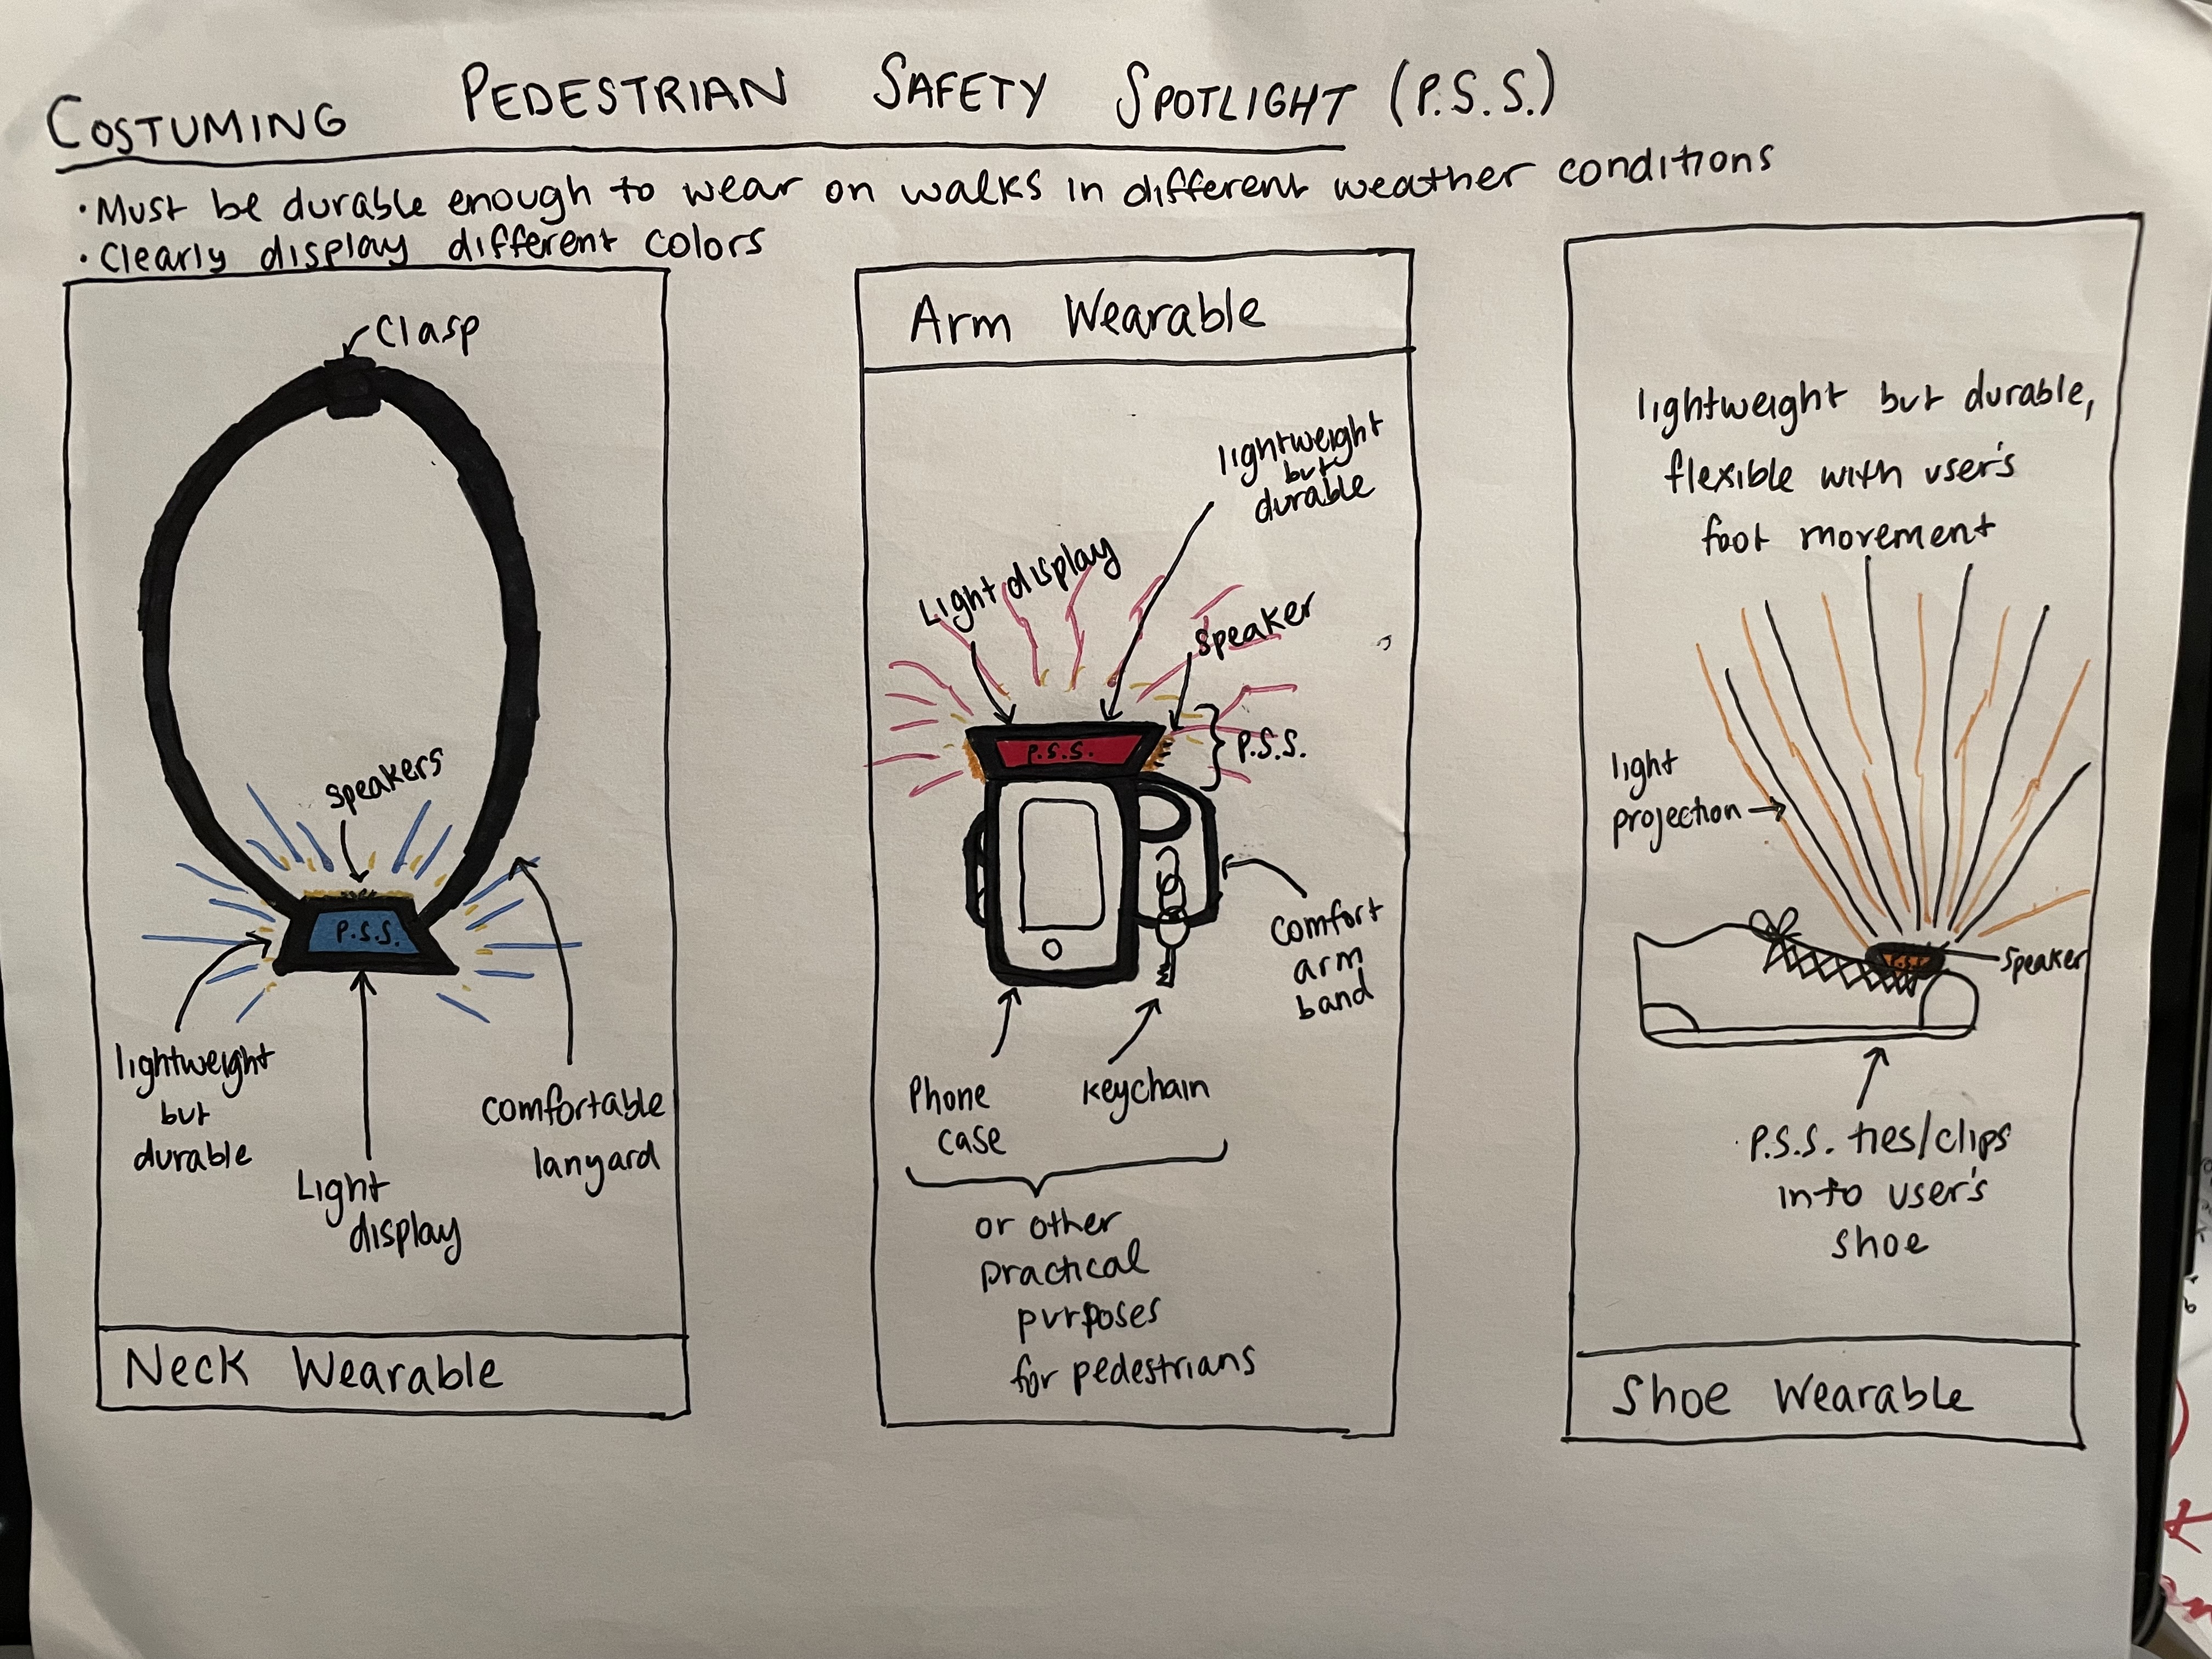 COSTUMING PEDESTRIAN SAFETY SPOTLIGHT (P.S.S.)
• Must be durable enough to wear on walks in different weather conditions
• Clearly display different colors
Clasp
speakers
P.S.S.
lightweight
but
durable
Light
display
comfortable
lanyard
Neck Wearable
Arm Wearable
lightweight
but
durable
Light display
speaker
P.S.S.
P.S.S.
comfort
arm
band
Phone
case
keychain
or other
practical
purposes
for pedestrians
lightweight but durable,
flexible with user's
foot movement
light
projection
P.S.S.
speaker
P.S.S. ties/clips
into user's
shoe
Shoe Wearable